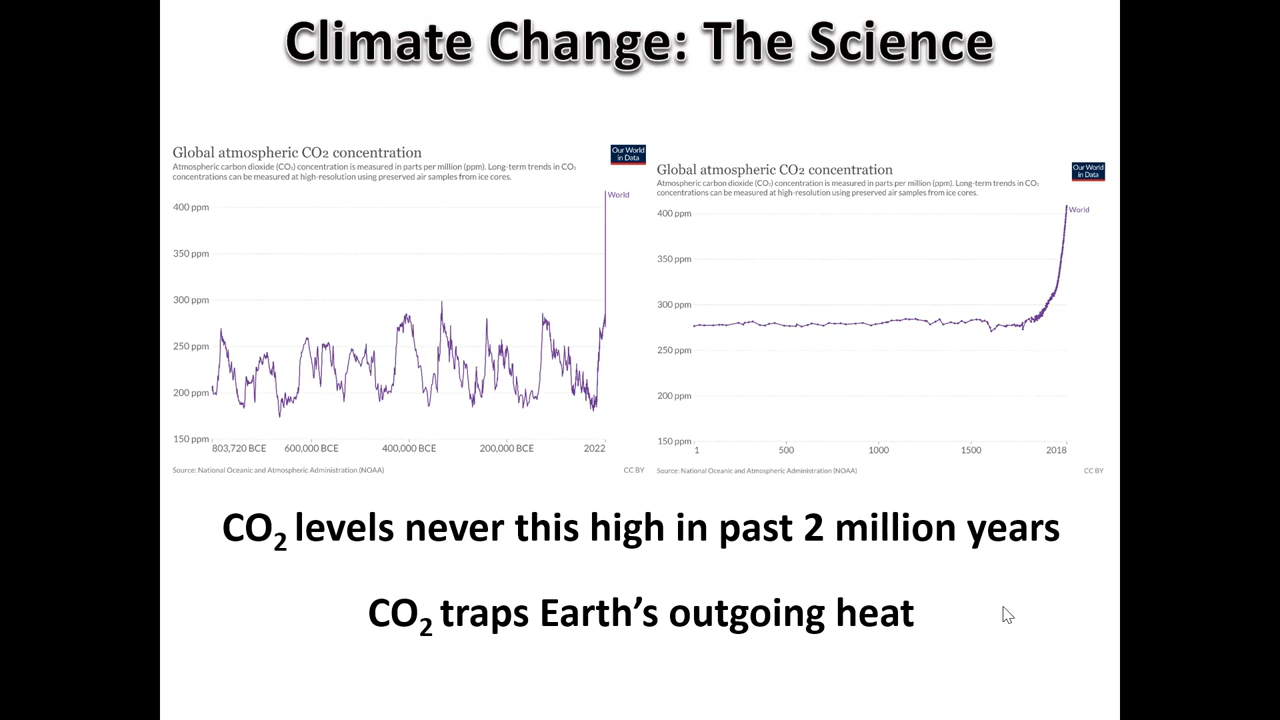 Climate Change: The Science
Global atmospheric CO2 concentration
Atmospheric carbon dioxide (CO₂) concentration is measured in parts per million (ppm). Long-term trends in CO₂
concentrations can be measured at high-resolution using preserved air samples from ice cores.
Our World
in Data
World
400 ppm
350 ppm
300 ppm
250 ppm
200 ppm
150 ppm
803,720 BCE
600,000 BCE
400,000 BCE
200,000 BCE
2022
Source: National Oceanic and Atmospheric Administration (NOAA)
CC BY
Global atmospheric CO2 concentration
Atmospheric carbon dioxide (CO₂) concentration is measured in parts per million (ppm). Long-term trends in CO₂
concentrations can be measured at high-resolution using preserved air samples from ice cores.
Our World
in Data
World
400 ppm
350 ppm
300 ppm
250 ppm
200 ppm
150 ppm
1
500
1000
1500
2018
Source: National Oceanic and Atmospheric Administration (NOAA)
CC BY
CO₂ levels never this high in past 2 million years
CO₂ traps Earth’s outgoing heat